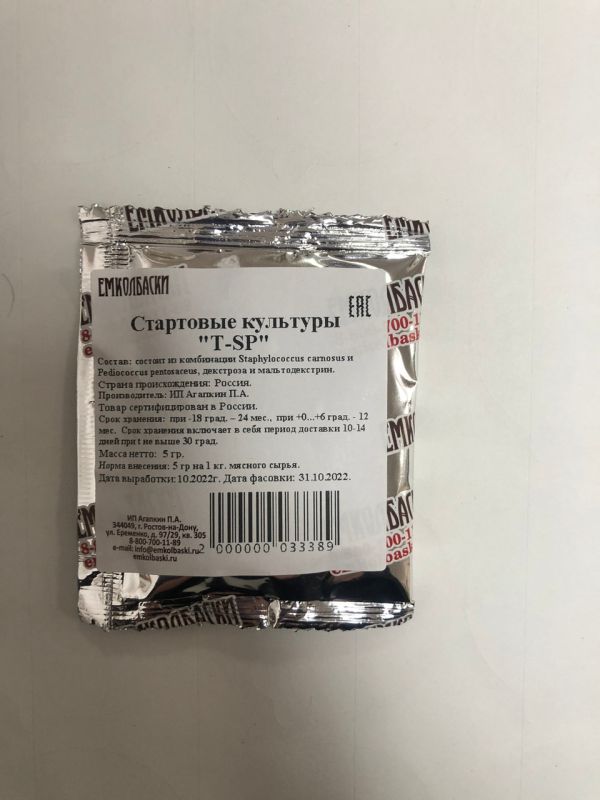 ЕМКОЛБАСКИ
ЕМКОЛБАСКИ
EAC
Стартовые культуры
"T-SP"
Состав: состоит из комбинации Staphylococcus carnosus и
Pediococcus pentosaceus, декстроза и мальтодекстрин.
Страна происхождения: Россия.
Производитель: ИП Агапкин П.А.
Товар сертифицирован в России.
Срок хранения: при -18 град. – 24 мес., при +0...+6 град. - 12
мес. Срок хранения включает в себя период доставки 10-14
дней при t не выше 30 град.
Масса нетто: 5 гр.
Норма внесения: 5 гр на 1 кг. мясного сырья.
Дата выработки: 10.2022г. Дата фасовки: 31.10.2022.
ИП Агапкин П.А.
344049, г. Ростов-на-Дону,
ул. Еременко, д. 97/29, кв. 305
8-800-700-11-89
e-mail: info@emkolbaski.ru
emkolbaski.ru
2 000000 033389
ЕМКОЛБАСКИ